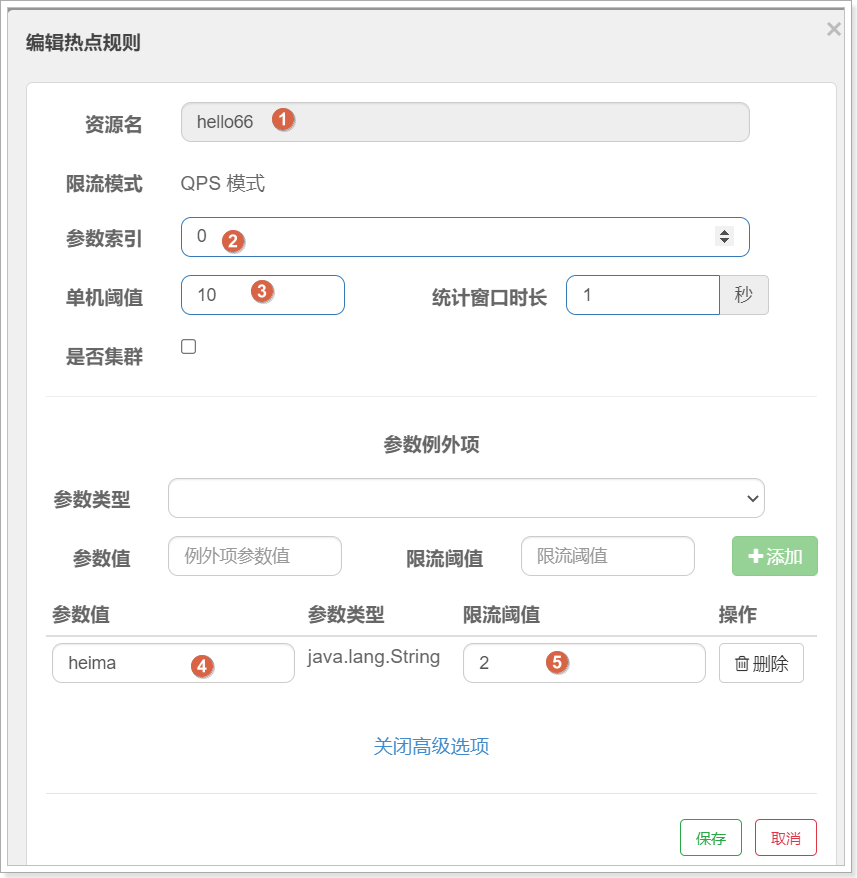 编辑热点规则 ×
资源名 hello66 1
限流模式 QPS 模式
参数索引 0 2
单机阈值 10 3 统计窗口时长 1 秒
是否集群
参数例外项
参数类型
参数值 例外项参数值 限流阈值 限流阈值 添加
参数值 参数类型 限流阈值 操作
heima 4 java.lang.String 2 5 删除
关闭高级选项
保存 取消